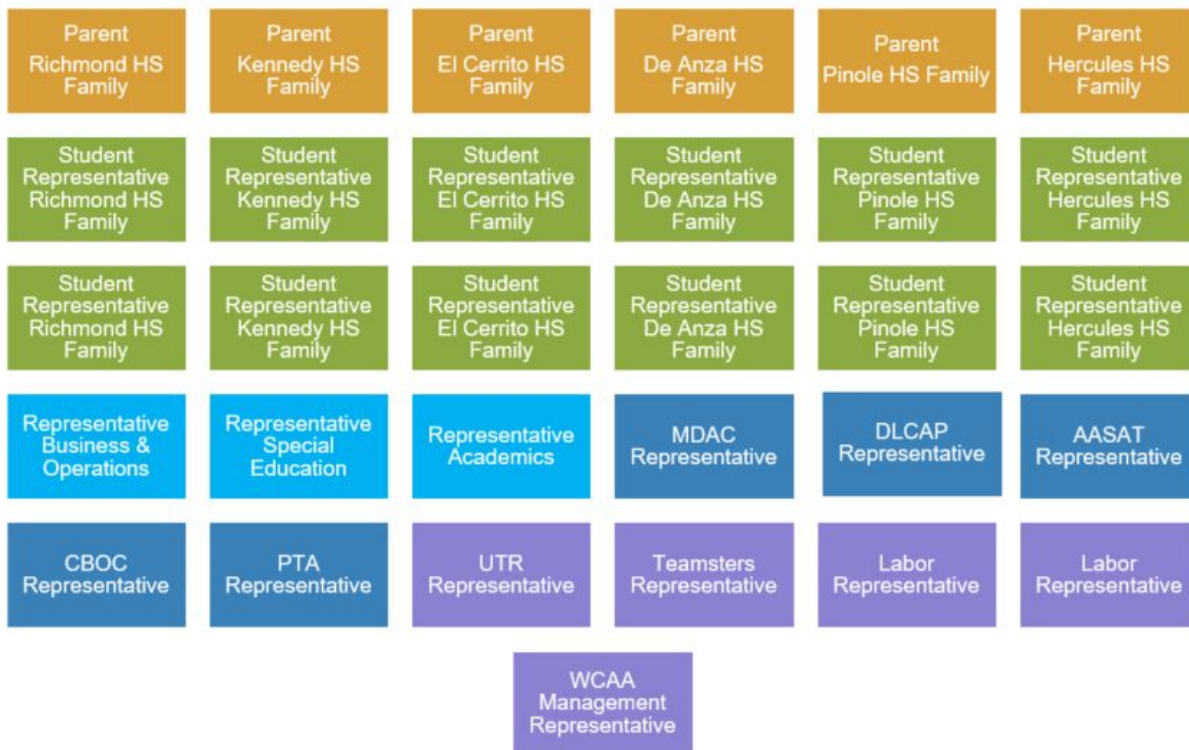 Parent
Richmond HS
Family
Parent
Kennedy HS
Family
Parent
El Cerrito HS
Family
Parent
De Anza HS
Family
Parent
Pinole HS Family
Parent
Hercules HS
Family
Student
Representative
Richmond HS
Family
Student
Representative
Kennedy HS
Family
Student
Representative
El Cerrito HS
Family
Student
Representative
De Anza HS
Family
Student
Representative
Pinole HS
Family
Student
Representative
Hercules HS
Family
Student
Representative
Richmond HS
Family
Student
Representative
Kennedy HS
Family
Student
Representative
El Cerrito HS
Family
Student
Representative
De Anza HS
Family
Student
Representative
Pinole HS
Family
Student
Representative
Hercules HS
Family
Representative
Business &
Operations
Representative
Special
Education
Representative
Academics
MDAC
Representative
DLCAP
Representative
AASAT
Representative
CBOC
Representative
PTA
Representative
UTR
Representative
Teamsters
Representative
Labor
Representative
Labor
Representative
WCAA
Management
Representative